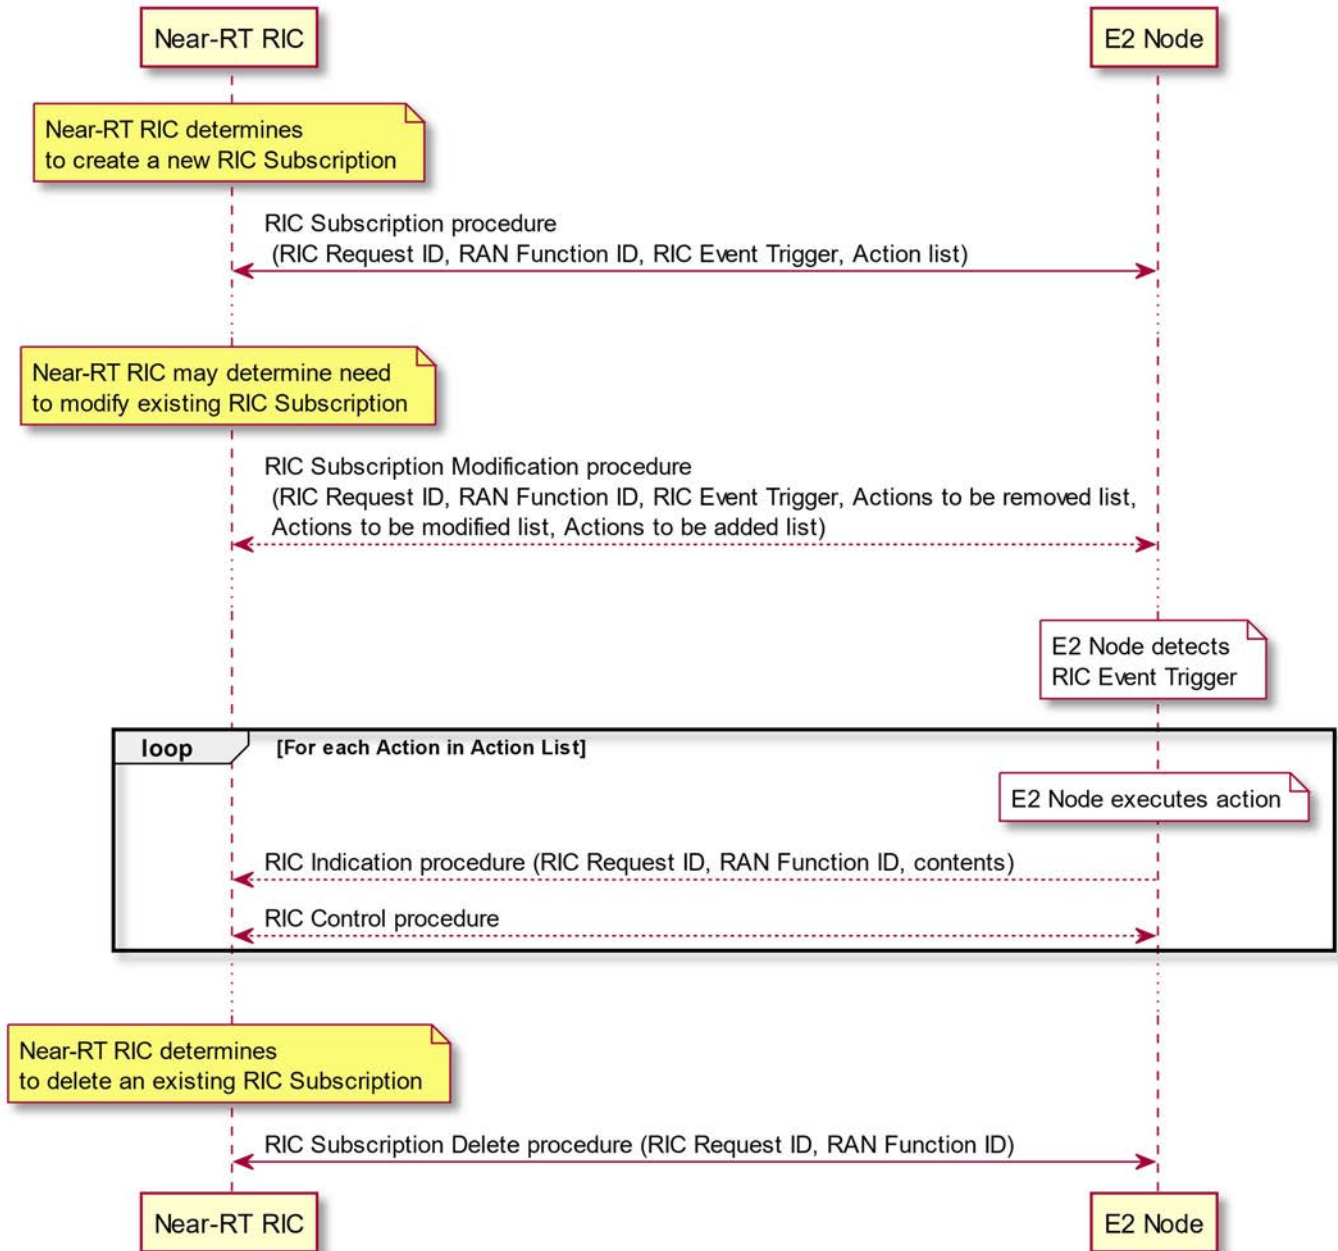 Near-RT RIC
E2 Node
Near-RT RIC determines
to create a new RIC Subscription
RIC Subscription procedure
(RIC Request ID, RAN Function ID, RIC Event Trigger, Action list)
Near-RT RIC may determine need
to modify existing RIC Subscription
RIC Subscription Modification procedure
(RIC Request ID, RAN Function ID, RIC Event Trigger, Actions to be removed list,
Actions to be modified list, Actions to be added list)
E2 Node detects
RIC Event Trigger
loop
[For each Action in Action List]
E2 Node executes action
RIC Indication procedure (RIC Request ID, RAN Function ID, contents)
RIC Control procedure
Near-RT RIC determines
to delete an existing RIC Subscription
RIC Subscription Delete procedure (RIC Request ID, RAN Function ID)
Near-RT RIC
E2 Node